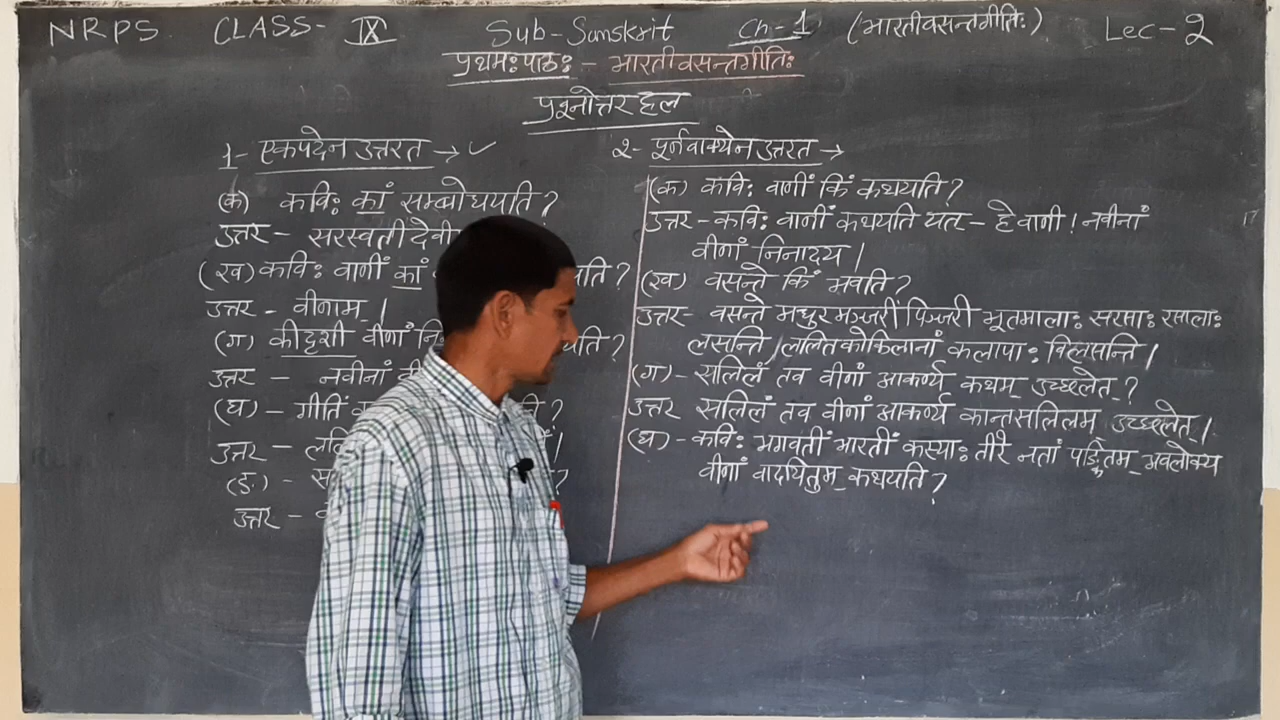 NRPS. CLASS- IX Sub-Sanskrit Ch-1 (भारतीवसन्तगीतिः) Lec-2
प्रथमःपाठः - भारतीवसन्तगीतिः
प्रश्नोत्तर हल
1- एकपदेन उत्तरत → ✓
(क) कविः कां सम्बोधयति?
उत्तर - सरस्वतीं देवी
(ख) कविः वाणीं कां यति?
उत्तर - वीणाम्।
(ग) कीदृशी वीणां नि यति?
उत्तर - नवीनां वी
(घ) - गीतिं ?
उत्तर - ।
(ङ) - ?
उत्तर -
२- पूर्णवाक्येन उत्तरत →
(क) कविः वाणीं किं कथयति?
उत्तर - कविः वाणीं कथयति यत् - हे वाणी! नवीनां
वीणां निनादय।
(ख) वसन्ते किं भवति?
उत्तर- वसन्ते मधुरमञ्जरीपिञ्जरी भूतमालाः सरसाः रसालाः
लसन्ति, ललितकोकिलानां कलापाः विलसन्ति।
(ग) - सलिलं तव वीणां आकर्ण्य कथम् उच्छलेत्?
उत्तर सलिलं तव वीणां आकर्ण्य कान्तसलिलम् उच्छलेत्।
(घ) - कविः भगवतीं भारतीं कस्याः तीरे नतां पङ्क्तिम् अवलोक्य
वीणां वादयितुम् कथयति?